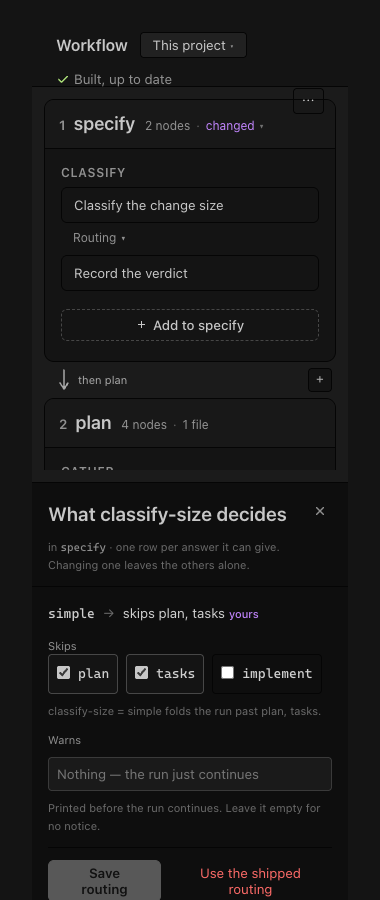 Workflow
This project
Built, up to date
...
1 specify 2 nodes · changed
CLASSIFY
Classify the change size
Routing
Record the verdict
+ Add to specify
then plan
+
2 plan 4 nodes · 1 file
GATHER
What classify-size decides
×
in specify · one row per answer it can give.
Changing one leaves the others alone.
simple → skips plan, tasks yours
Skips
plan tasks implement
classify-size = simple folds the run past plan, tasks.
Warns
Nothing — the run just continues
Printed before the run continues. Leave it empty for
no notice.
Save
routing
Use the shipped
routing